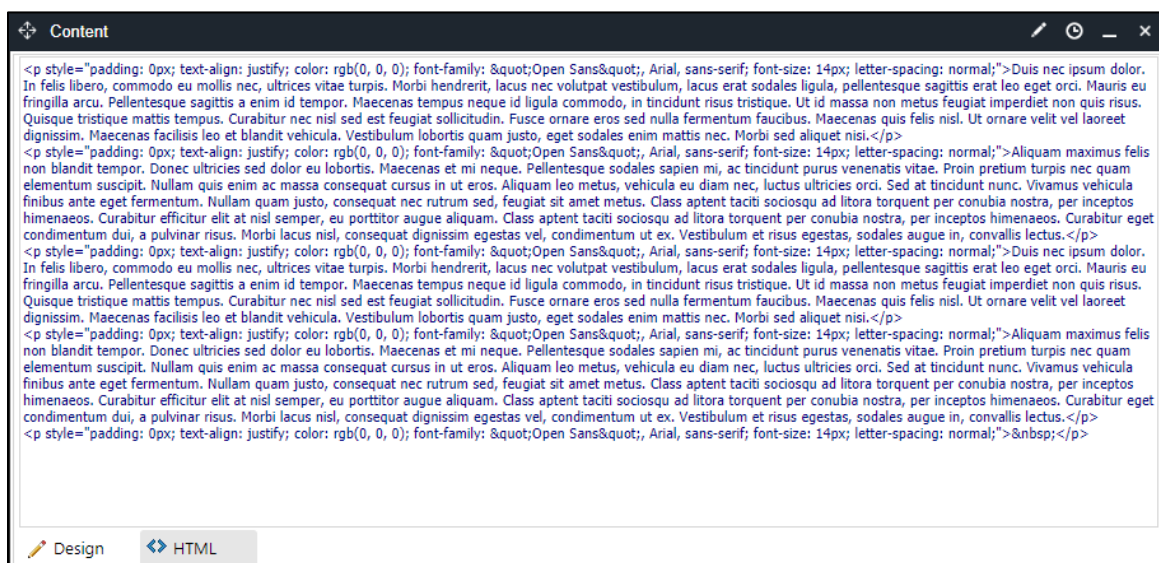 Content
<p style="padding: 0px; text-align: justify; color: rgb(0, 0, 0); font-family: &quot;Open Sans&quot;, Arial, sans-serif; font-size: 14px; letter-spacing: normal;">Duis nec ipsum dolor.
In felis libero, commodo eu mollis nec, ultrices vitae turpis. Morbi hendrerit, lacus nec volutpat vestibulum, lacus erat sodales ligula, pellentesque sagittis erat leo eget orci. Mauris eu
fringilla arcu. Pellentesque sagittis a enim id tempor. Maecenas tempus neque id ligula commodo, in tincidunt risus tristique. Ut id massa non metus feugiat imperdiet non quis risus.
Quisque tristique mattis tempus. Curabitur nec nisl sed est feugiat sollicitudin. Fusce ornare eros sed nulla fermentum faucibus. Maecenas quis felis nisl. Ut ornare velit vel laoreet
dignissim. Maecenas facilisis leo et blandit vehicula. Vestibulum lobortis quam justo, eget sodales enim mattis nec. Morbi sed aliquet nisi.</p>
<p style="padding: 0px; text-align: justify; color: rgb(0, 0, 0); font-family: &quot;Open Sans&quot;, Arial, sans-serif; font-size: 14px; letter-spacing: normal;">Aliquam maximus felis
non blandit tempor. Donec ultricies sed dolor eu lobortis. Maecenas et mi neque. Pellentesque sodales sapien mi, ac tincidunt purus venenatis vitae. Proin pretium turpis nec quam
elementum suscipit. Nullam quis enim ac massa consequat cursus in ut eros. Aliquam leo metus, vehicula eu diam nec, luctus ultricies orci. Sed at tincidunt nunc. Vivamus vehicula
finibus ante eget fermentum. Nullam quam justo, consequat nec rutrum sed, feugiat sit amet metus. Class aptent taciti sociosqu ad litora torquent per conubia nostra, per inceptos
himenaeos. Curabitur efficitur elit at nisl semper, eu porttitor augue aliquam. Class aptent taciti sociosqu ad litora torquent per conubia nostra, per inceptos himenaeos. Curabitur eget
condimentum dui, a pulvinar risus. Morbi lacus nisl, consequat dignissim egestas vel, condimentum ut ex. Vestibulum et risus egestas, sodales augue in, convallis lectus.</p>
<p style="padding: 0px; text-align: justify; color: rgb(0, 0, 0); font-family: &quot;Open Sans&quot;, Arial, sans-serif; font-size: 14px; letter-spacing: normal;">Duis nec ipsum dolor.
In felis libero, commodo eu mollis nec, ultrices vitae turpis. Morbi hendrerit, lacus nec volutpat vestibulum, lacus erat sodales ligula, pellentesque sagittis erat leo eget orci. Mauris eu
fringilla arcu. Pellentesque sagittis a enim id tempor. Maecenas tempus neque id ligula commodo, in tincidunt risus tristique. Ut id massa non metus feugiat imperdiet non quis risus.
Quisque tristique mattis tempus. Curabitur nec nisl sed est feugiat sollicitudin. Fusce ornare eros sed nulla fermentum faucibus. Maecenas quis felis nisl. Ut ornare velit vel laoreet
dignissim. Maecenas facilisis leo et blandit vehicula. Vestibulum lobortis quam justo, eget sodales enim mattis nec. Morbi sed aliquet nisi.</p>
<p style="padding: 0px; text-align: justify; color: rgb(0, 0, 0); font-family: &quot;Open Sans&quot;, Arial, sans-serif; font-size: 14px; letter-spacing: normal;">Aliquam maximus felis
non blandit tempor. Donec ultricies sed dolor eu lobortis. Maecenas et mi neque. Pellentesque sodales sapien mi, ac tincidunt purus venenatis vitae. Proin pretium turpis nec quam
elementum suscipit. Nullam quis enim ac massa consequat cursus in ut eros. Aliquam leo metus, vehicula eu diam nec, luctus ultricies orci. Sed at tincidunt nunc. Vivamus vehicula
finibus ante eget fermentum. Nullam quam justo, consequat nec rutrum sed, feugiat sit amet metus. Class aptent taciti sociosqu ad litora torquent per conubia nostra, per inceptos
himenaeos. Curabitur efficitur elit at nisl semper, eu porttitor augue aliquam. Class aptent taciti sociosqu ad litora torquent per conubia nostra, per inceptos himenaeos. Curabitur eget
condimentum dui, a pulvinar risus. Morbi lacus nisl, consequat dignissim egestas vel, condimentum ut ex. Vestibulum et risus egestas, sodales augue in, convallis lectus.</p>
<p style="padding: 0px; text-align: justify; color: rgb(0, 0, 0); font-family: &quot;Open Sans&quot;, Arial, sans-serif; font-size: 14px; letter-spacing: normal;">&nbsp;</p>
Design
HTML